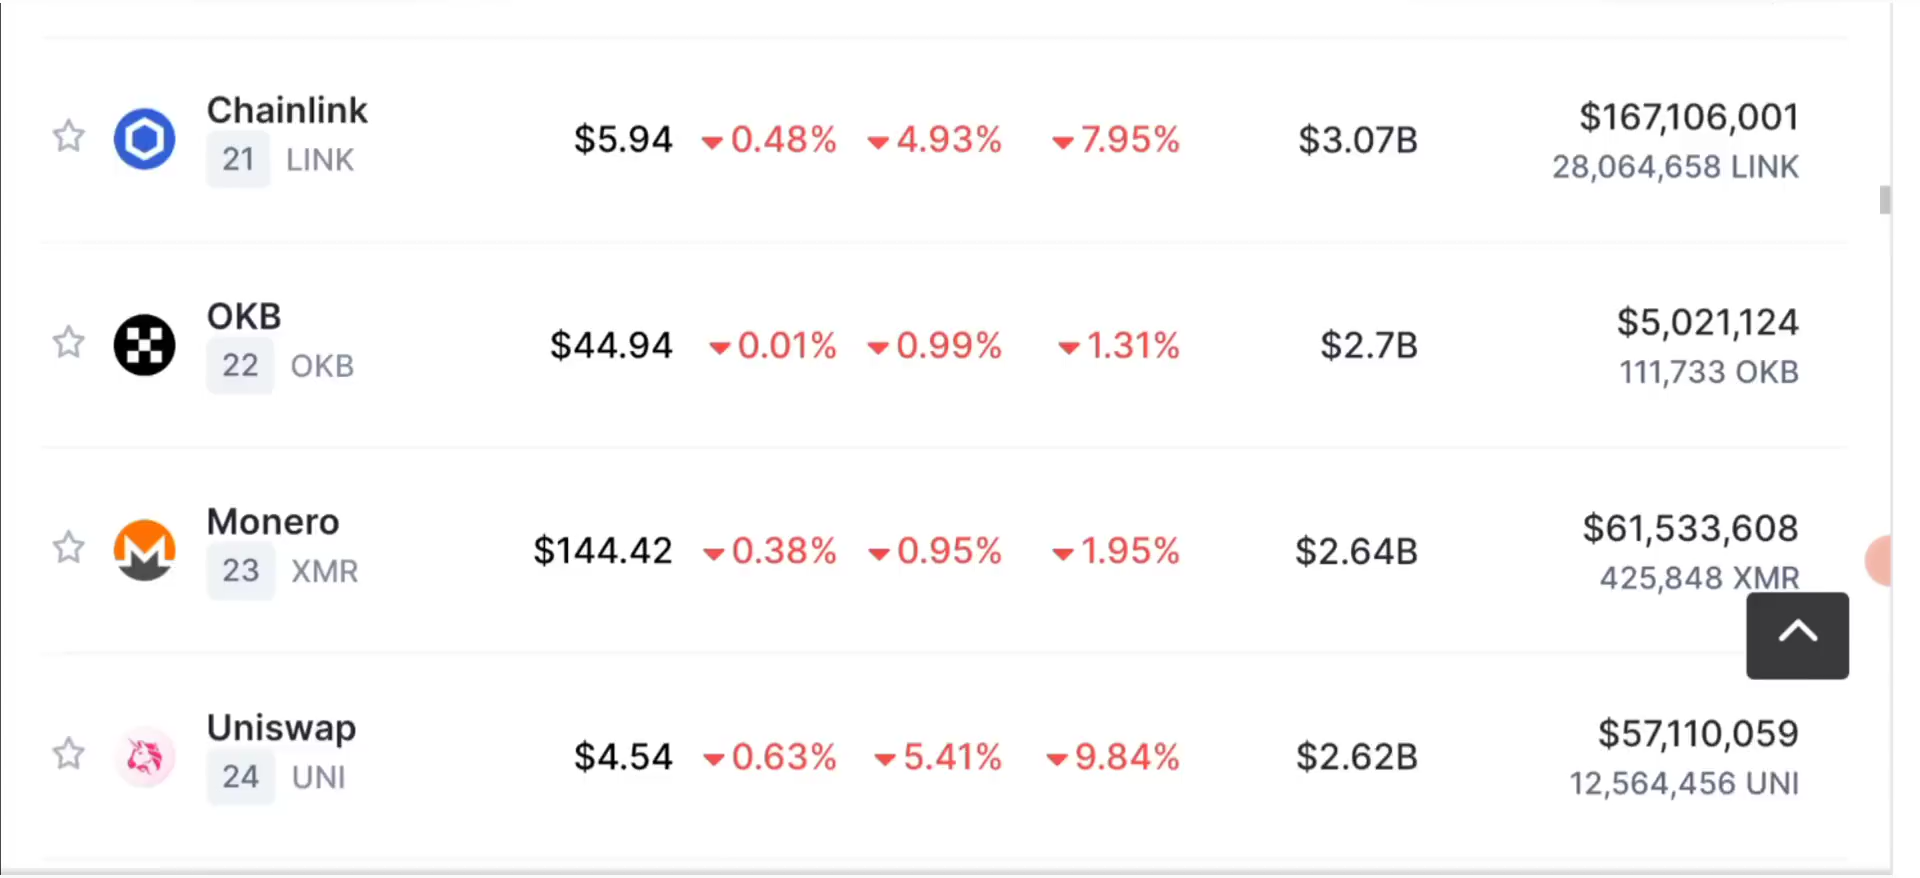 Chainlink
21 LINK
$5.94 0.48% 4.93% 7.95% $3.07B
$167,106,001
28,064,658 LINK
OKB
22 OKB
$44.94 0.01% 0.99% 1.31% $2.7B
$5,021,124
111,733 OKB
Monero
23 XMR
$144.42 0.38% 0.95% 1.95% $2.64B
$61,533,608
425,848 XMR
Uniswap
24 UNI
$4.54 0.63% 5.41% 9.84% $2.62B
$57,110,059
12,564,456 UNI